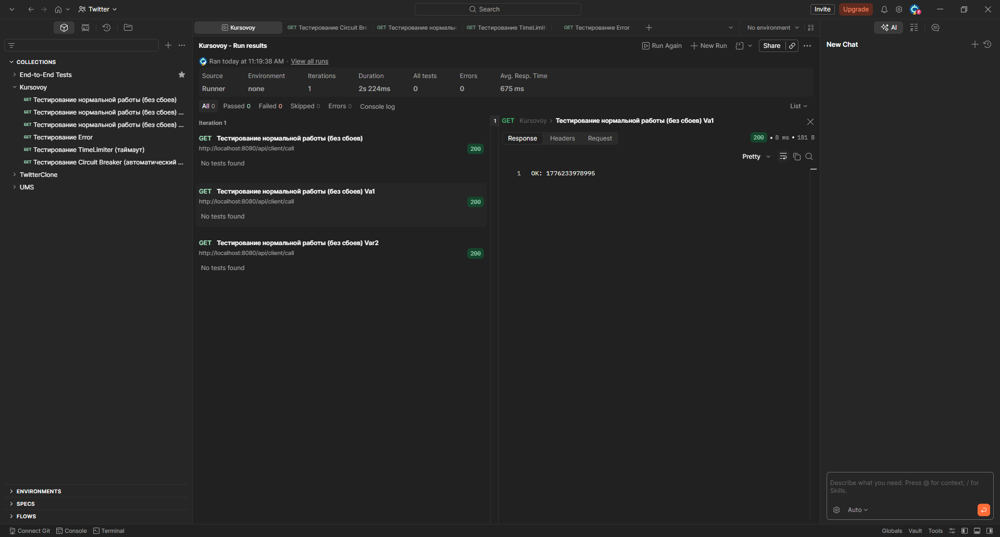 Twitter
Search
Invite
Upgrade
Kursovoy
GET Тестирование Circuit Bre
GET Тестирование нормальн
GET Тестирование TimeLimit
GET Тестирование Error
No environment
AI
Kursovoy - Run results
Run Again
New Run
Share
New Chat
Ran today at 11:19:38 AM · View all runs
COLLECTIONS
End-to-End Tests
Kursovoy
GET Тестирование нормальной работы (без сбоев)
GET Тестирование нормальной работы (без сбоев) ...
GET Тестирование нормальной работы (без сбоев) ...
GET Тестирование Error
GET Тестирование TimeLimiter (таймаут)
GET Тестирование Circuit Breaker (автоматический ...
TwitterClone
UMS
Source Environment Iterations Duration All tests Errors Avg. Resp. Time
Runner none 1 2s 224ms 0 0 675 ms
All 0 Passed 0 Failed 0 Skipped 0 Errors 0 Console log
List
Iteration 1
GET Тестирование нормальной работы (без сбоев)
http://localhost:8080/api/client/call
200
No tests found
GET Тестирование нормальной работы (без сбоев) Va1
http://localhost:8080/api/client/call
200
No tests found
GET Тестирование нормальной работы (без сбоев) Var2
http://localhost:8080/api/client/call
200
No tests found
1
GET Kursovoy > Тестирование нормальной работы (без сбоев) Va1
Response Headers Request
200 • 8 ms • 181 B
Pretty
1 OK: 1776233978995
ENVIRONMENTS
SPECS
FLOWS
Describe what you need. Press @ for context, / for
Skills.
Auto
Connect Git Console Terminal
Globals Vault Tools